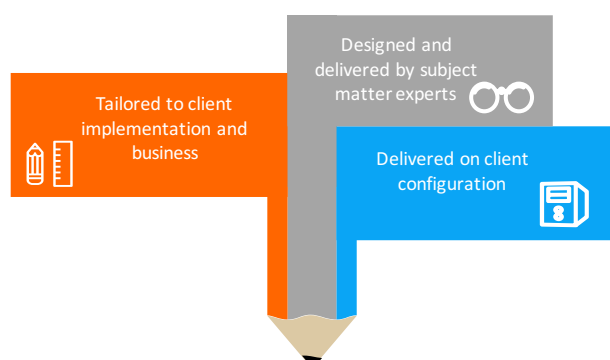 Tailored to client
implementation and
business
Designed and
delivered by subject
matter experts
Delivered on client
configuration